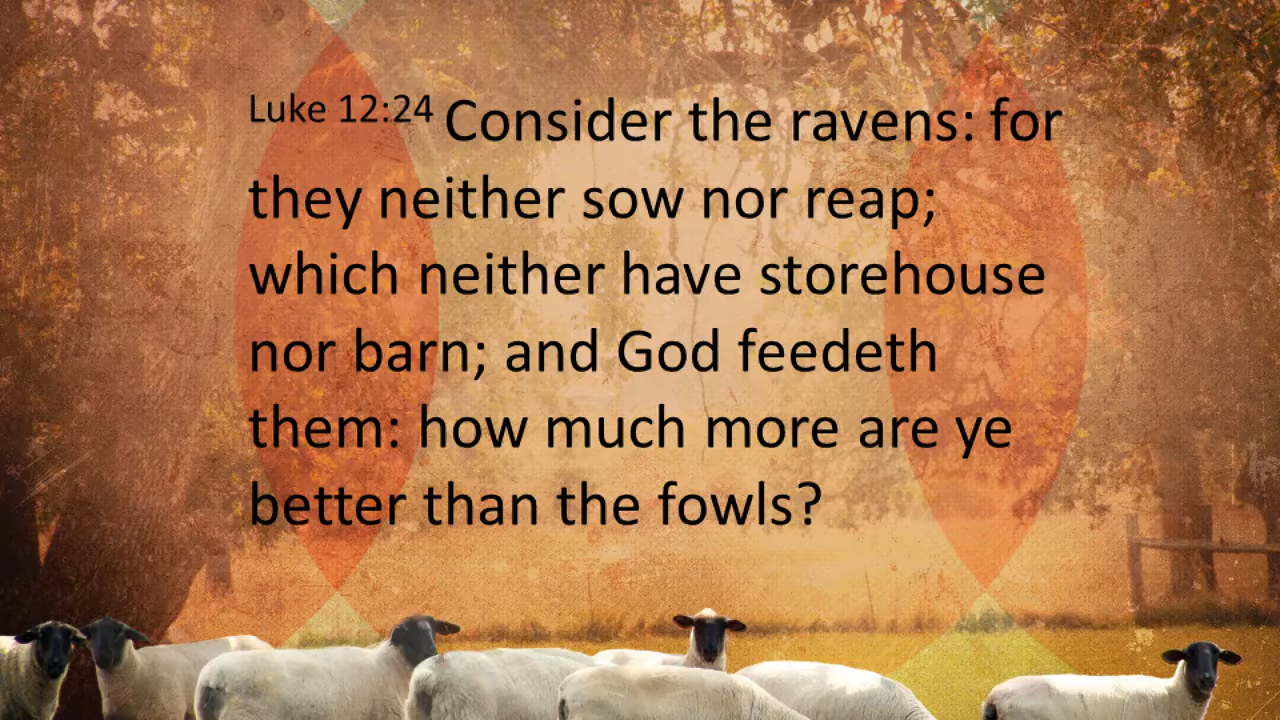 Luke 12:24 Consider the ravens: for
they neither sow nor reap;
which neither have storehouse
nor barn; and God feedeth
them: how much more are ye
better than the fowls?